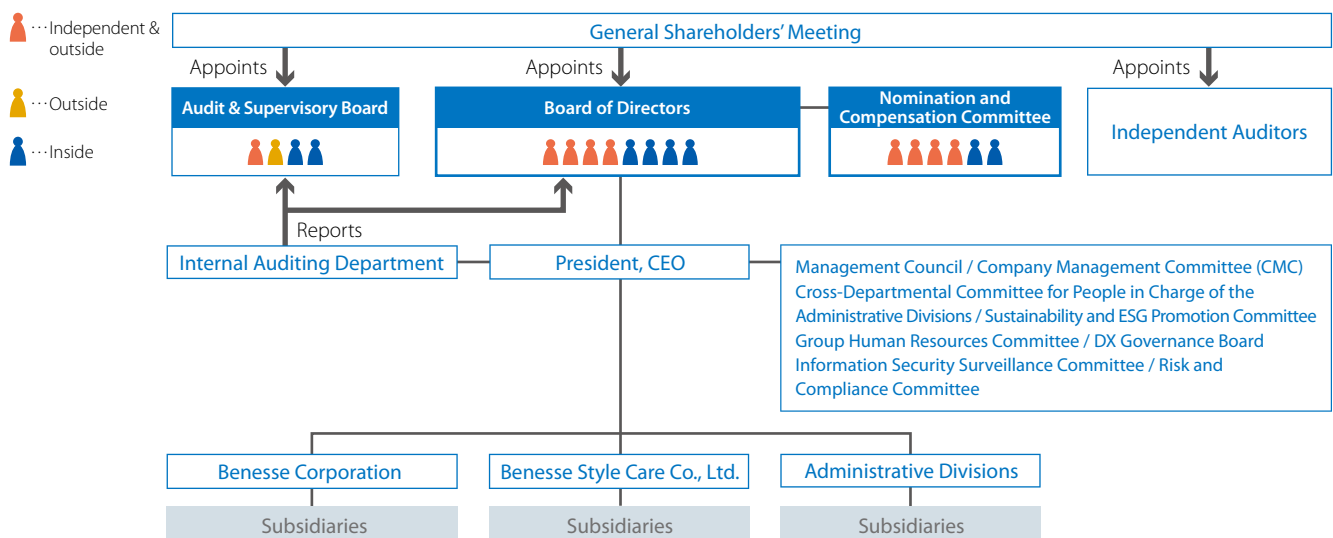 …Independent &
outside
…Outside
…Inside
General Shareholders' Meeting
Appoints
Appoints
Appoints
Audit & Supervisory Board
Board of Directors
Nomination and
Compensation Committee
Independent Auditors
Reports
Internal Auditing Department
President, CEO
Management Council / Company Management Committee (CMC)
Cross-Departmental Committee for People in Charge of the
Administrative Divisions / Sustainability and ESG Promotion Committee
Group Human Resources Committee / DX Governance Board
Information Security Surveillance Committee / Risk and
Compliance Committee
Benesse Corporation
Benesse Style Care Co., Ltd.
Administrative Divisions
Subsidiaries
Subsidiaries
Subsidiaries